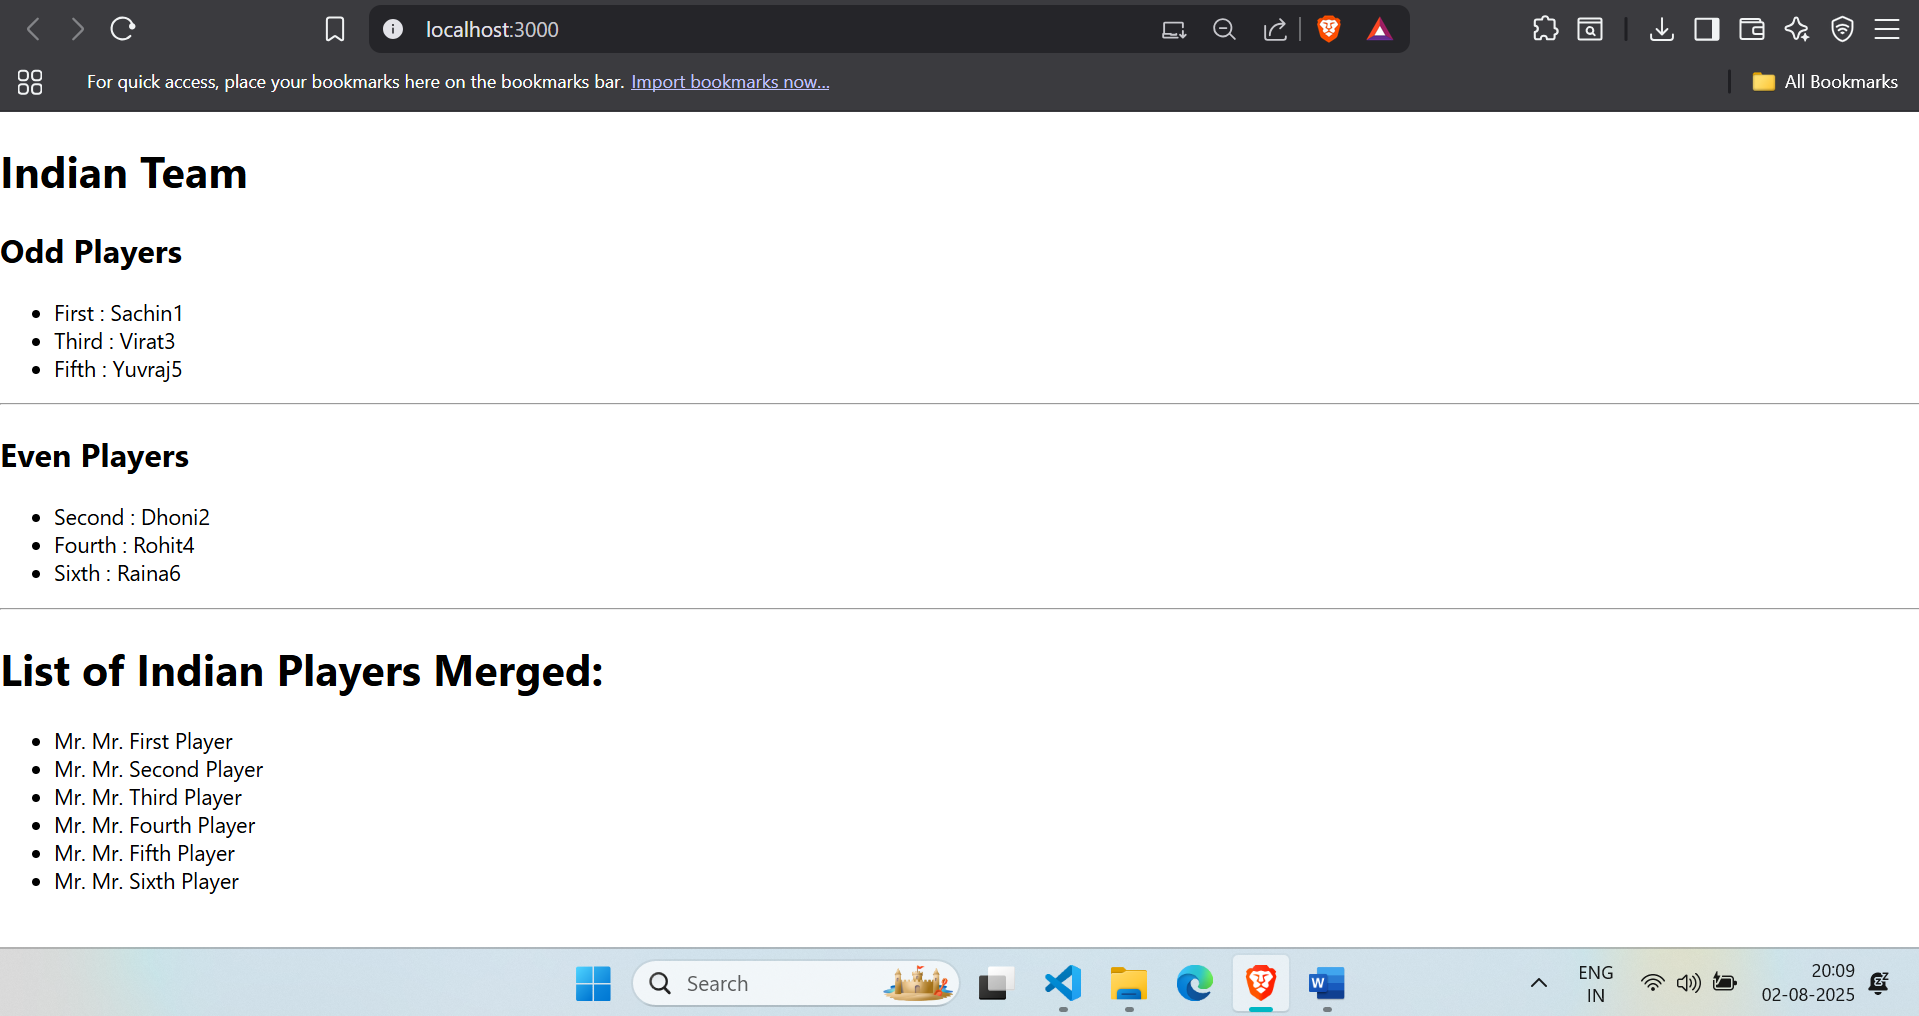 localhost:3000
For quick access, place your bookmarks here on the bookmarks bar. Import bookmarks now...
All Bookmarks
Indian Team
Odd Players
First : Sachin1
Third : Virat3
Fifth : Yuvraj5
Even Players
Second : Dhoni2
Fourth : Rohit4
Sixth : Raina6
List of Indian Players Merged:
Mr. Mr. First Player
Mr. Mr. Second Player
Mr. Mr. Third Player
Mr. Mr. Fourth Player
Mr. Mr. Fifth Player
Mr. Mr. Sixth Player
Search
W
ENG
IN
20:09
02-08-2025